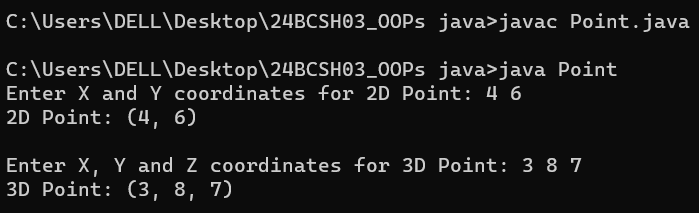 C:\Users\DELL\Desktop\24BCSH03_OOPs java>javac Point.java
C:\Users\DELL\Desktop\24BCSH03_OOPs java>java Point
Enter X and Y coordinates for 2D Point: 4 6
2D Point: (4, 6)
Enter X, Y and Z coordinates for 3D Point: 3 8 7
3D Point: (3, 8, 7)